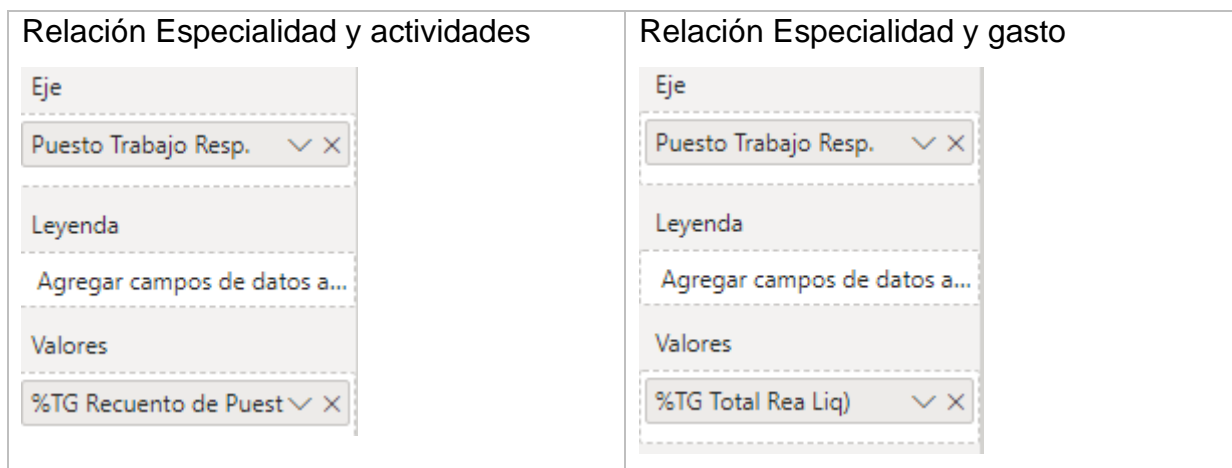 Relación Especialidad y actividades
Eje
Puesto Trabajo Resp.
Leyenda
Agregar campos de datos a...
Valores
%TG Recuento de Puest
Relación Especialidad y gasto
Eje
Puesto Trabajo Resp.
Leyenda
Agregar campos de datos a...
Valores
%TG Total Rea Liq)